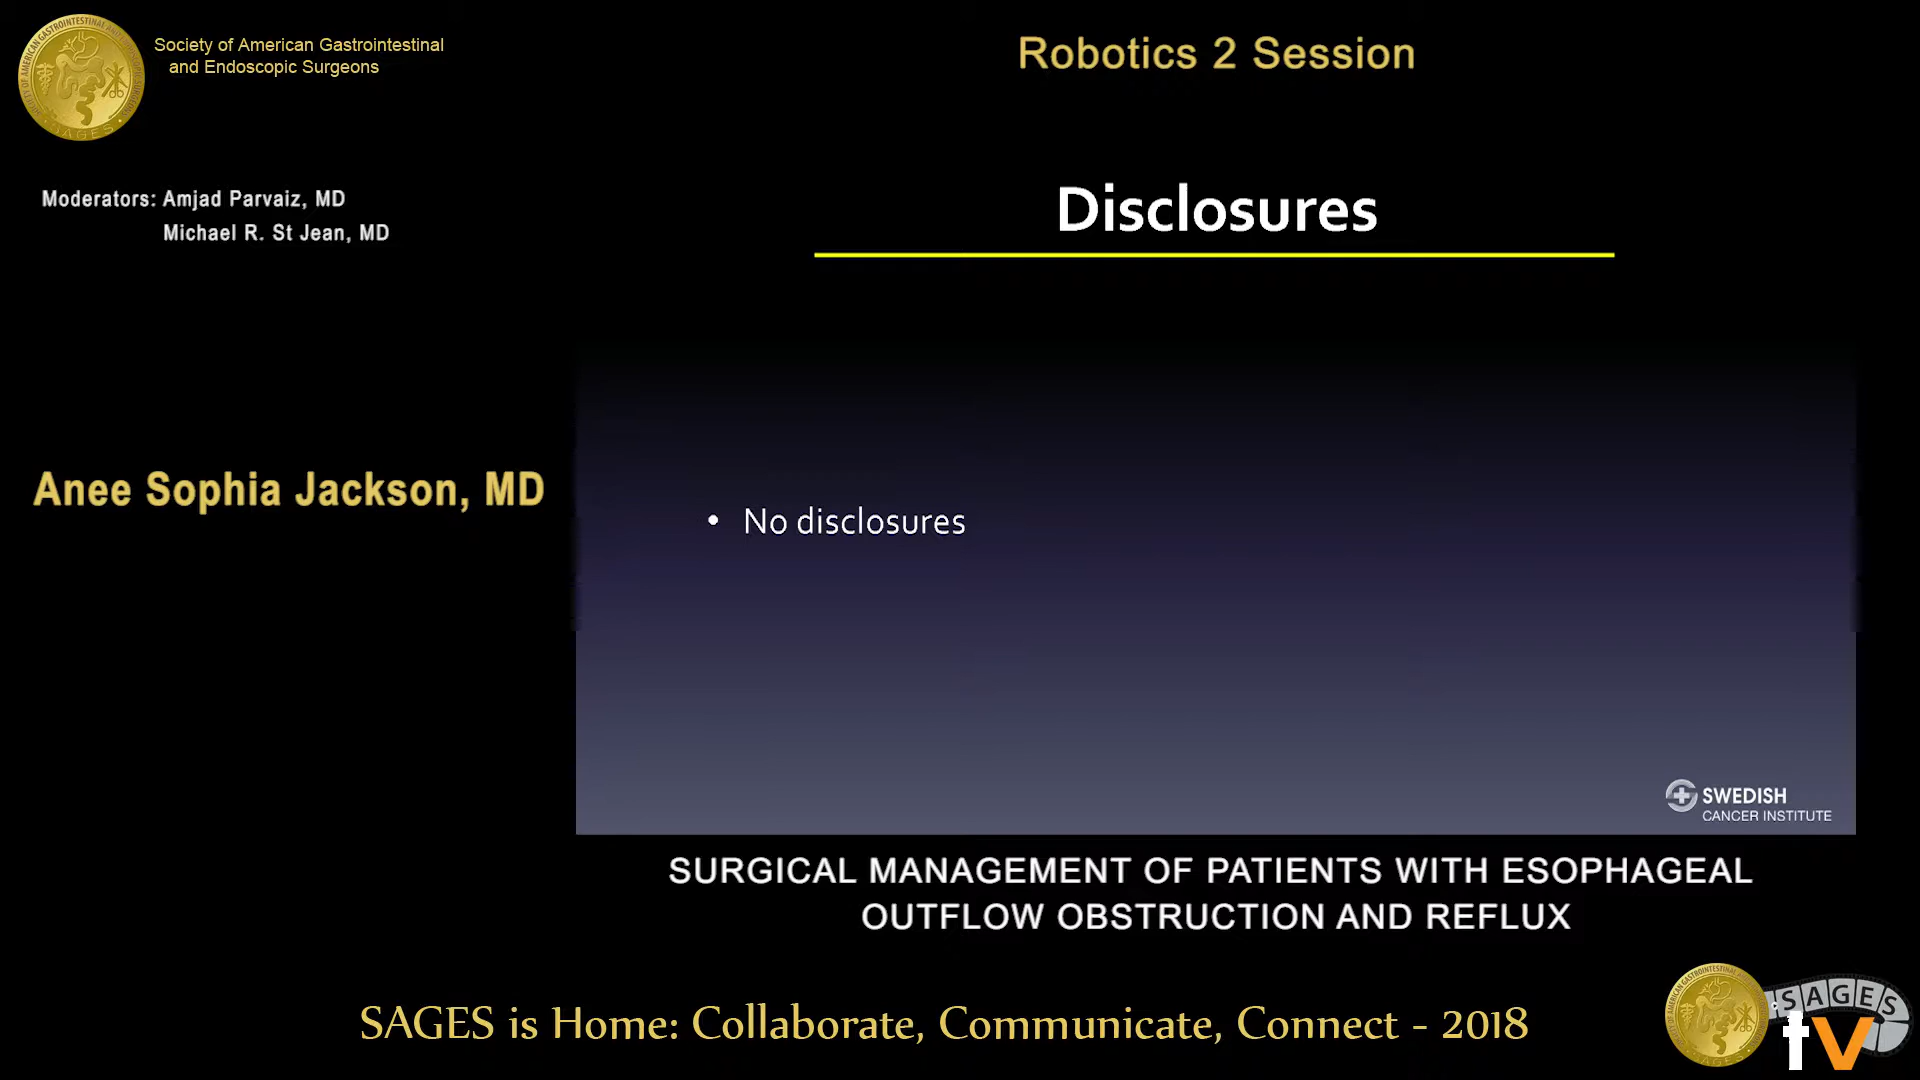 Society of American Gastrointestinal
and Endoscopic Surgeons
Robotics 2 Session
Moderators: Amjad Parvaiz, MD
Michael R. St Jean, MD
Disclosures
Anee Sophia Jackson, MD
• No disclosures
SWEDISH
CANCER INSTITUTE
SURGICAL MANAGEMENT OF PATIENTS WITH ESOPHAGEAL
OUTFLOW OBSTRUCTION AND REFLUX
SAGES is Home: Collaborate, Communicate, Connect - 2018
SAGES
tv